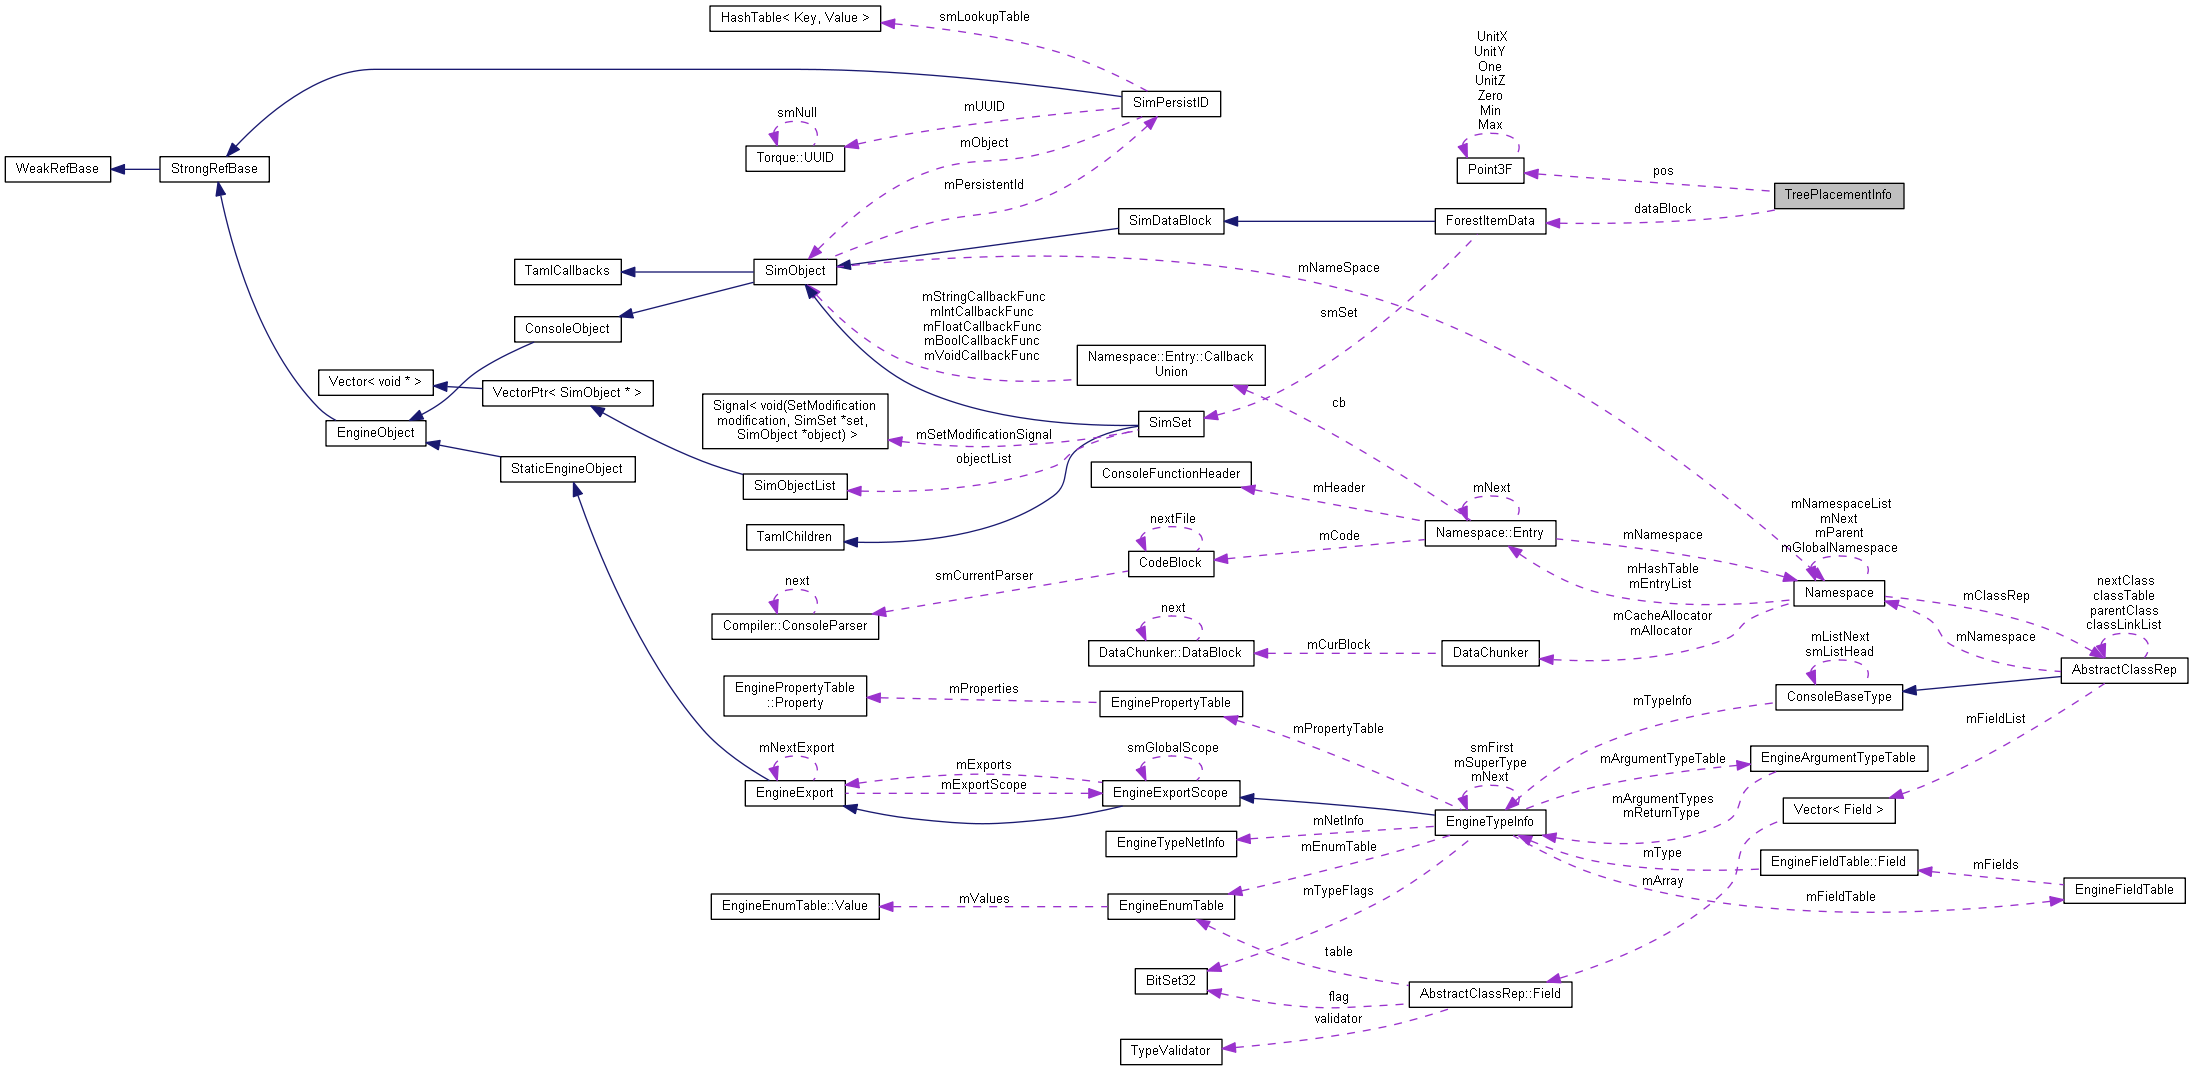 HashTable< Key, Value >
smLookupTable
UnitX
UnitY
One
UnitZ
Zero
Min
Max
SimPersistID
mUUID
smNull
Torque::UUID
mObject
mPersistentId
WeakRefBase
StrongRefBase
Point3F
pos
TreePlacementInfo
dataBlock
SimDataBlock
ForestItemData
TamlCallbacks
SimObject
mNameSpace
ConsoleObject
mStringCallbackFunc
mIntCallbackFunc
mFloatCallbackFunc
mBoolCallbackFunc
mVoidCallbackFunc
smSet
Namespace::Entry::Callback
Union
Vector< void * >
VectorPtr< SimObject * >
Signal< void(SetModification
modification, SimSet *set,
SimObject *object) >
cb
SimSet
EngineObject
mSetModificationSignal
objectList
StaticEngineObject
SimObjectList
ConsoleFunctionHeader
mHeader
mNext
TamlChildren
nextFile
mCode
Namespace::Entry
mNamespace
mNamespaceList
mNext
mParent
mGlobalNamespace
CodeBlock
smCurrentParser
mHashTable
mEntryList
Namespace
mClassRep
nextClass
classTable
parentClass
classLinkList
next
Compiler::ConsoleParser
next
mCacheAllocator
mAllocator
mNamespace
DataChunker::DataBlock
mCurBlock
DataChunker
mListNext
smListHead
AbstractClassRep
EnginePropertyTable
::Property
mProperties
EnginePropertyTable
mTypeInfo
ConsoleBaseType
mFieldList
mPropertyTable
mNextExport
mExports
mExportScope
smGlobalScope
smFirst
mSuperType
mNext
mArgumentTypeTable
EngineArgumentTypeTable
EngineExport
EngineExportScope
mArgumentTypes
mReturnType
Vector< Field >
EngineTypeInfo
mNetInfo
EngineTypeNetInfo
mEnumTable
mType
EngineFieldTable::Field
mFields
mTypeFlags
mArray
EngineFieldTable
mFieldTable
EngineEnumTable::Value
mValues
EngineEnumTable
table
BitSet32
flag
AbstractClassRep::Field
validator
TypeValidator